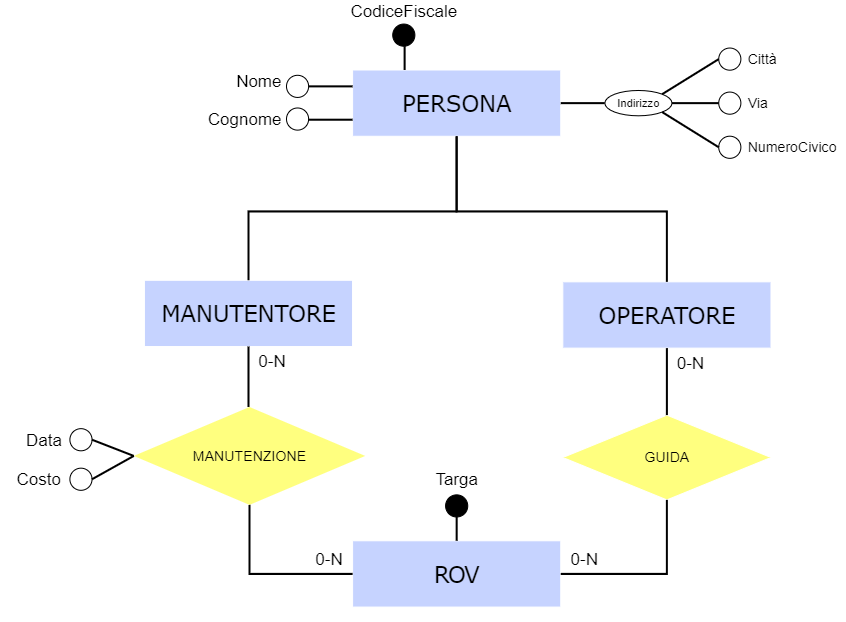 CodiceFiscale
Nome
Cognome
PERSONA
Indirizzo
Città
Via
NumeroCivico
MANUTENTORE
OPERATORE
0-N
0-N
Data
Costo
MANUTENZIONE
GUIDA
Targa
0-N
0-N
ROV